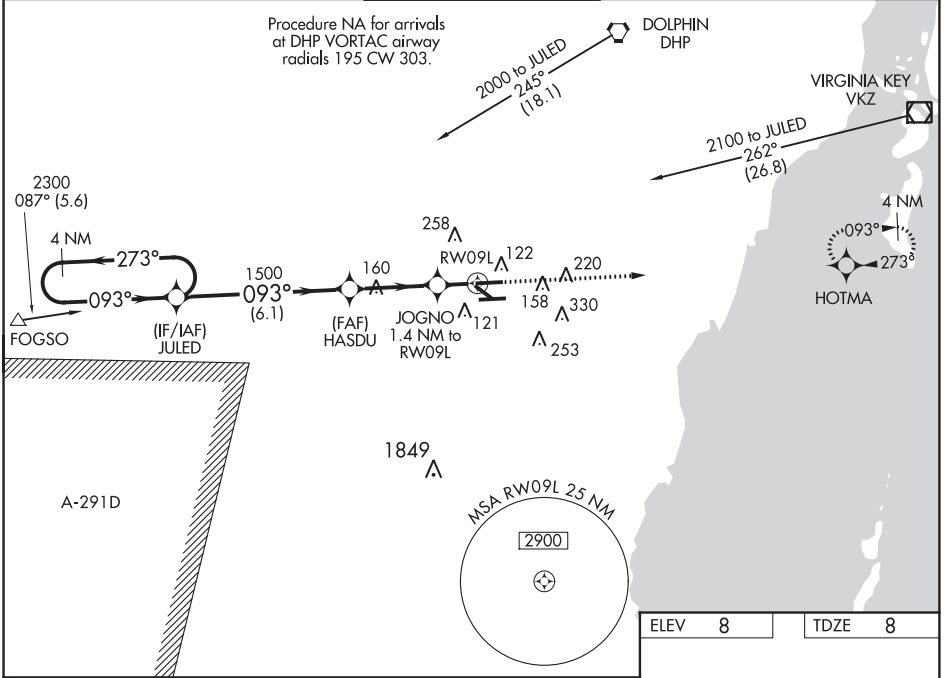 Procedure NA for arrivals
at DHP VORTAC airway
radials 195 CW 303.
DOLPHIN
DHP
2000 to JULED
245°
(18.1)
VIRGINIA KEY
VKZ
2100 to JULED
262°
(26.8)
2300
087° (5.6)
4 NM
273°
093°
FOGSO
(IF/IAF)
JULED
1500
093°
(6.1)
160
(FAF)
HASDU
258
RW09L
122
JOGNO
1.4 NM to
RW09L
121
158
220
330
253
4 NM
093°
273°
HOTMA
1849
A-291D
MSA RW09L 25 NM
2900
ELEV 8
TDZE 8